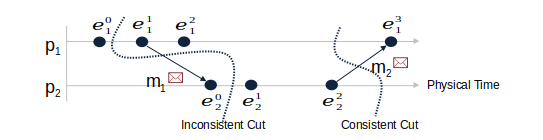 e₁⁰ e₁¹ e₁² e₁³
p₁
m₁ m₂
p₂ Physical Time
e₂⁰ e₂¹ e₂²
Inconsistent Cut Consistent Cut